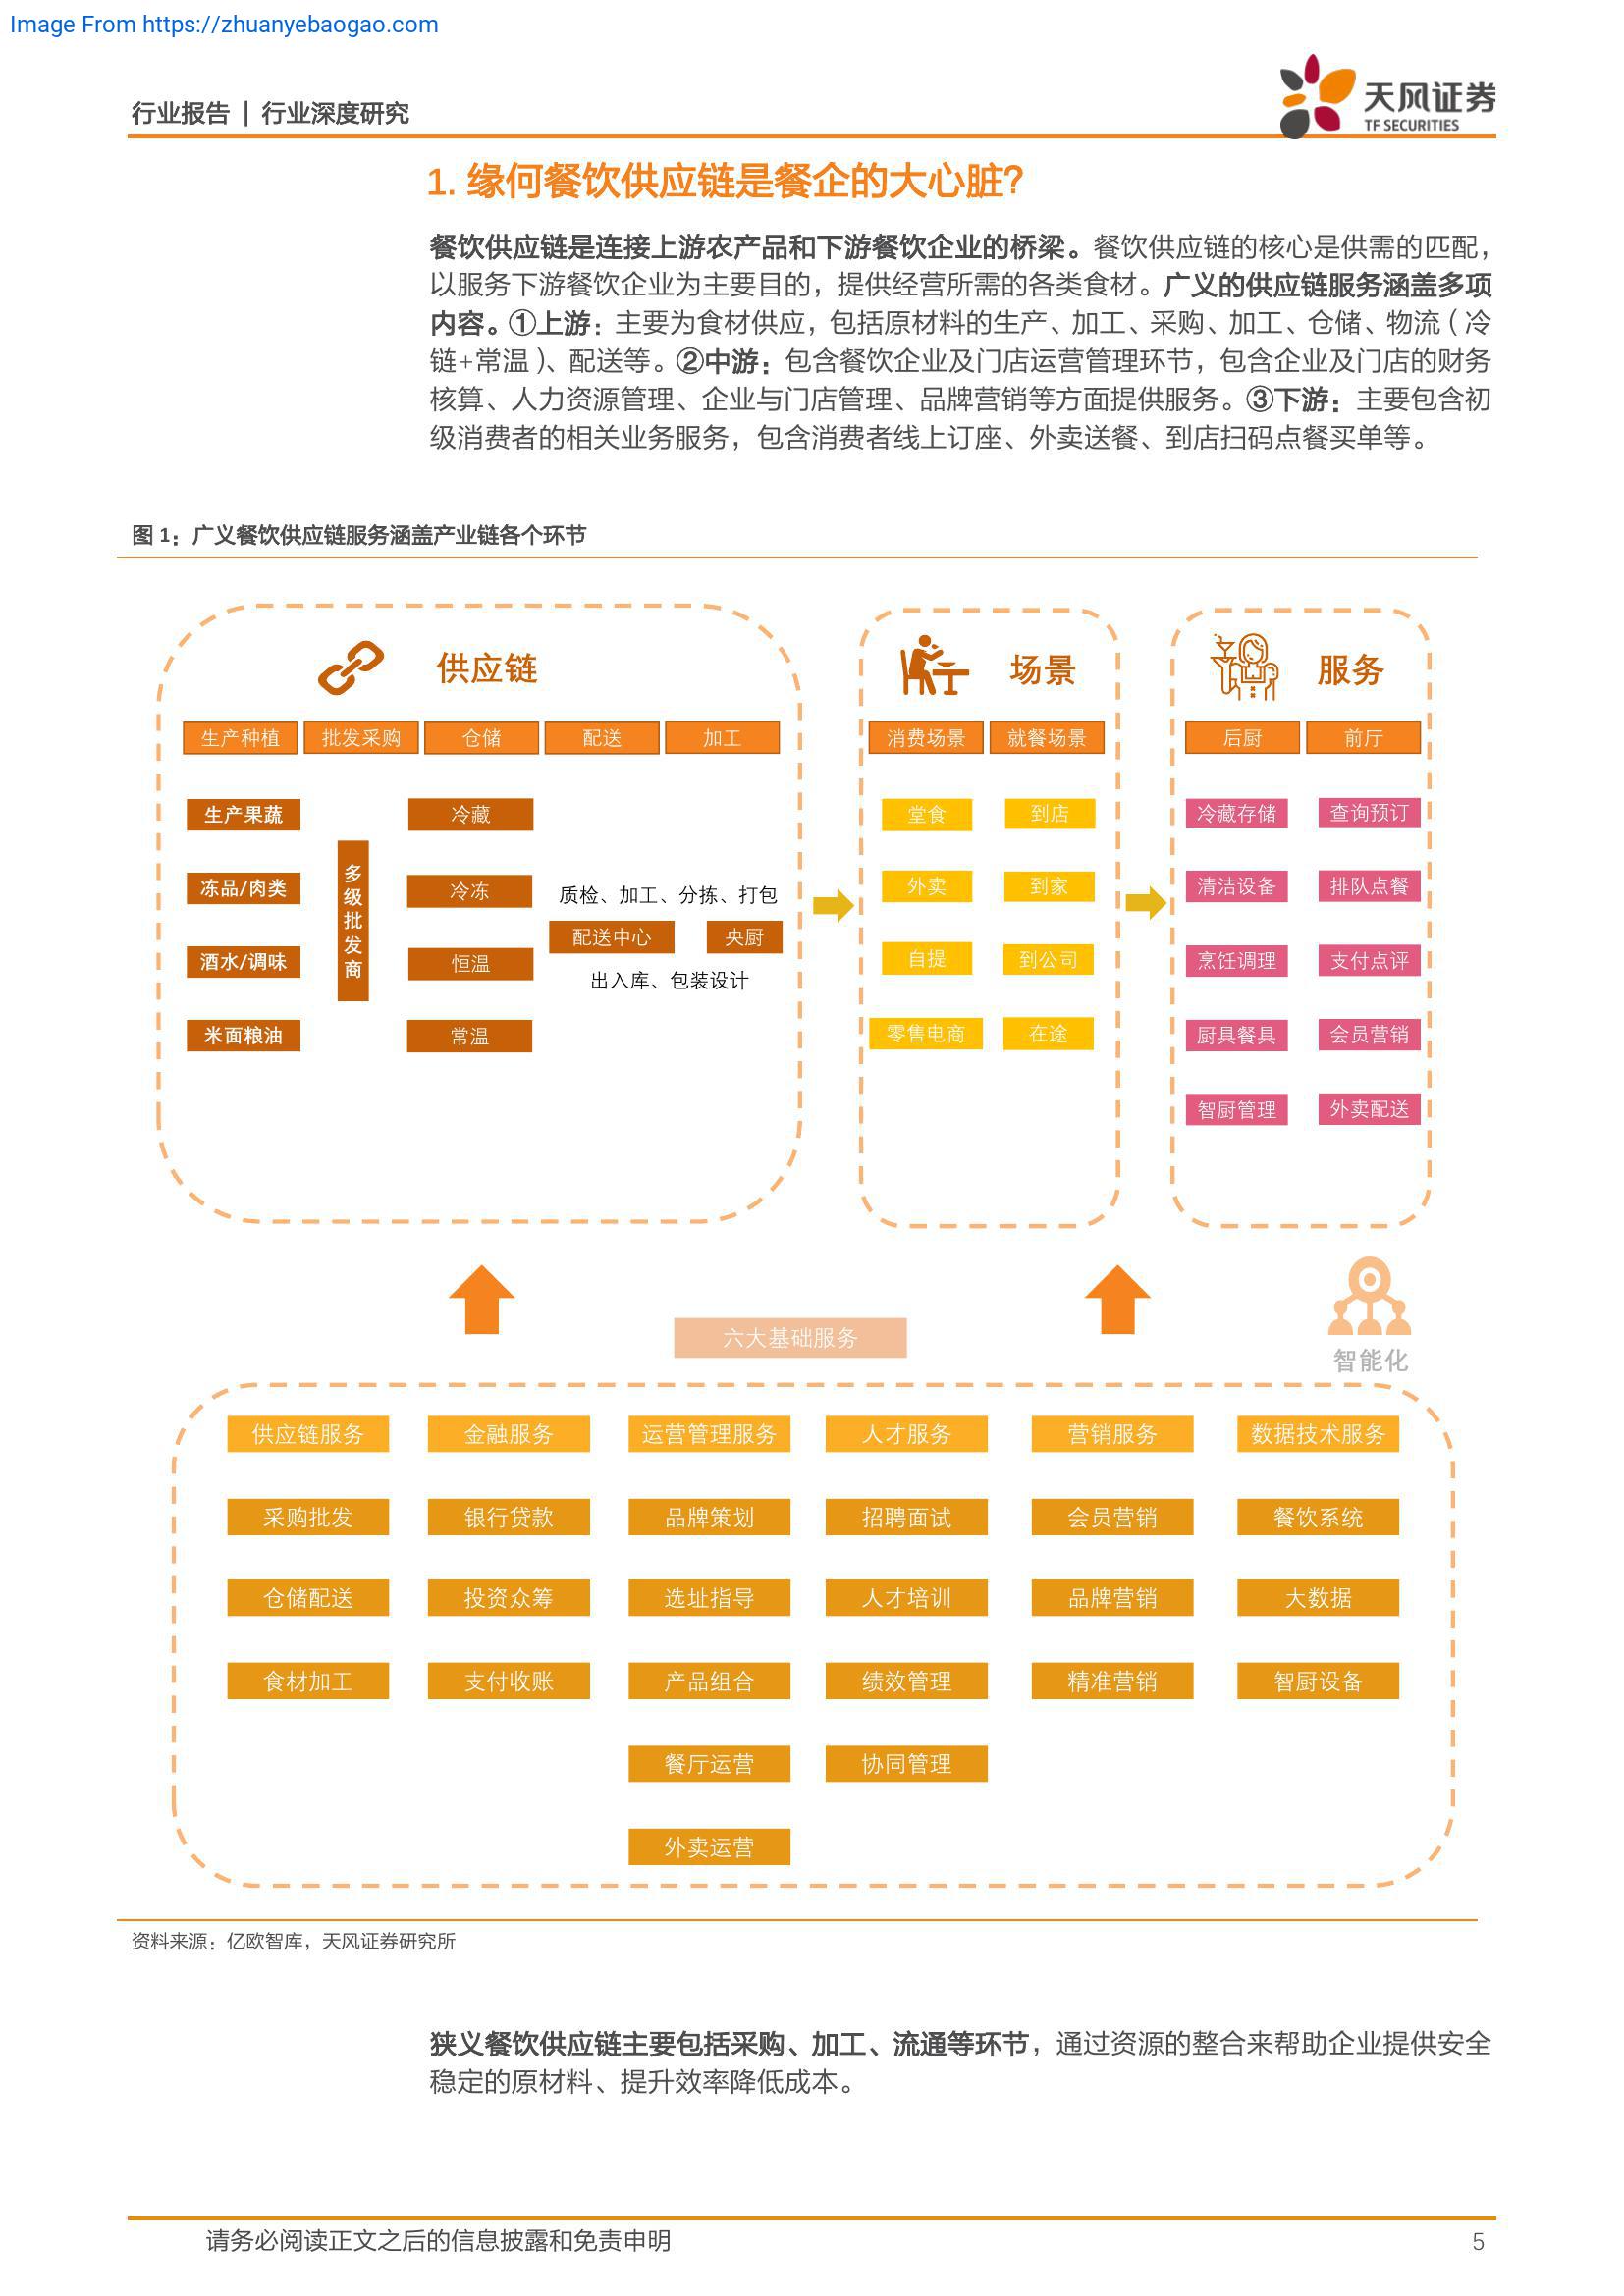 Image From https://zhuanyebaogao.com
行业报告 | 行业深度研究
天风证券
TF SECURITIES
1. 缘何餐饮供应链是餐企的大心脏?
餐饮供应链是连接上游农产品和下游餐饮企业的桥梁。餐饮供应链的核心是供需的匹配，
以服务下游餐饮企业为主要目的，提供经营所需的各类食材。广义的供应链服务涵盖多项
内容。①上游：主要为食材供应，包括原材料的生产、加工、采购、加工、仓储、物流（冷
链+常温）、配送等。②中游：包含餐饮企业及门店运营管理环节，包含企业及门店的财务
核算、人力资源管理、企业与门店管理、品牌营销等方面提供服务。③下游：主要包含初
级消费者的相关业务服务，包含消费者线上订座、外卖送餐、到店扫码点餐买单等。
图 1：广义餐饮供应链服务涵盖产业链各个环节
供应链
生产种植 批发采购 仓储 配送 加工
生产果蔬
冻品/肉类
酒水/调味
米面粮油
多级批发商
冷藏
冷冻
恒温
常温
质检、加工、分拣、打包
配送中心 央厨
出入库、包装设计
场景
消费场景 就餐场景
堂食 到店
外卖 到家
自提 到公司
零售电商 在途
服务
后厨 前厅
冷藏存储 查询预订
清洁设备 排队点餐
烹饪调理 支付点评
厨具餐具 会员营销
智厨管理 外卖配送
六大基础服务
智能化
供应链服务 金融服务 运营管理服务 人才服务 营销服务 数据技术服务
采购批发 银行贷款 品牌策划 招聘面试 会员营销 餐饮系统
仓储配送 投资众筹 选址指导 人才培训 品牌营销 大数据
食材加工 支付收账 产品组合 绩效管理 精准营销 智厨设备
餐厅运营 协同管理
外卖运营
资料来源：亿欧智库，天风证券研究所
狭义餐饮供应链主要包括采购、加工、流通等环节，通过资源的整合来帮助企业提供安全
稳定的原材料、提升效率降低成本。
请务必阅读正文之后的信息披露和免责申明
5